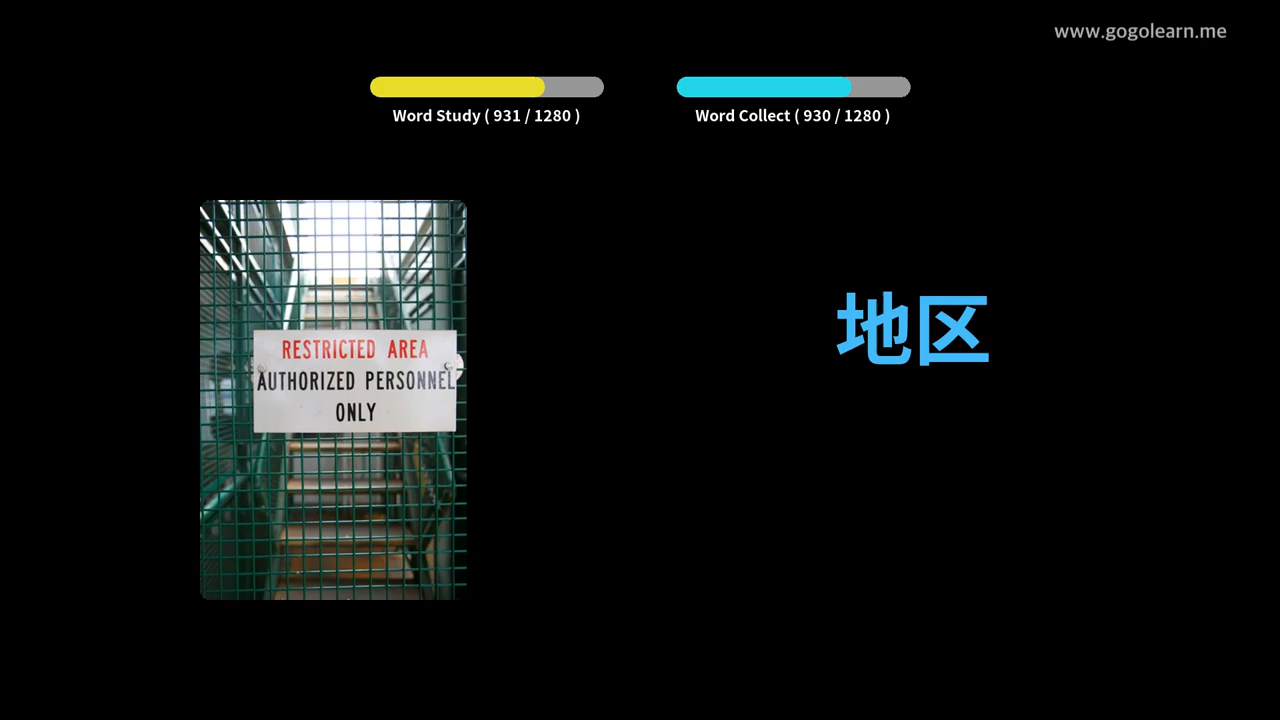 www.gogolearn.me
Word Study ( 931 / 1280 )
Word Collect ( 930 / 1280 )
RESTRICTED AREA
AUTHORIZED PERSONNEL
ONLY
地区